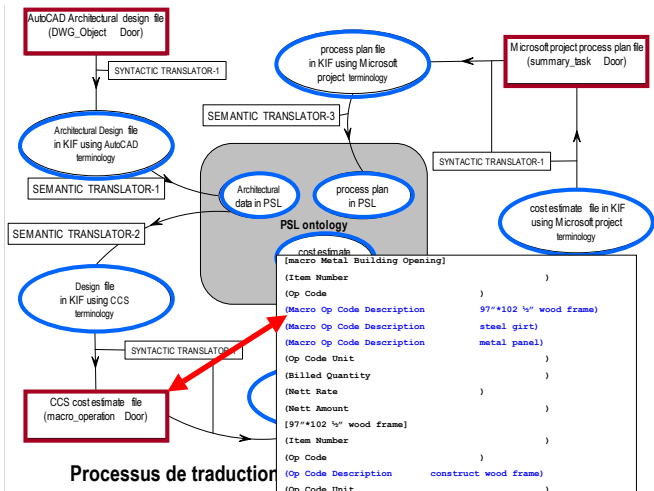 AutoCAD Architectural design file
(DWG_Object Door)
SYNTACTIC TRANSLATOR-1
Architectural Design file
in KIF using AutoCAD
terminology
SEMANTIC TRANSLATOR-1
SEMANTIC TRANSLATOR-2
Design file
in KIF using CCS
terminology
SYNTACTIC TRANSLATOR-1
CCS cost estimate file
(macro_operation Door)
process plan file
in KIF using Microsoft
project terminology
SEMANTIC TRANSLATOR-3
Architectural
data in PSL
process plan
in PSL
PSL ontology
cost estimate
Microsoft project process plan file
(summary_task Door)
SYNTACTIC TRANSLATOR-1
cost estimate file in KIF
using Microsoft project
terminology
[macro Metal Building Opening]
(Item Number )
(Op Code )
(Macro Op Code Description 97"*102 ½" wood frame)
(Macro Op Code Description steel girt)
(Macro Op Code Description metal panel)
(Op Code Unit )
(Billed Quantity )
(Nett Rate )
(Nett Amount )
[97"*102 ½" wood frame]
(Item Number )
(Op Code )
(Op Code Description construct wood frame)
(Op Code Unit )
Processus de traduction